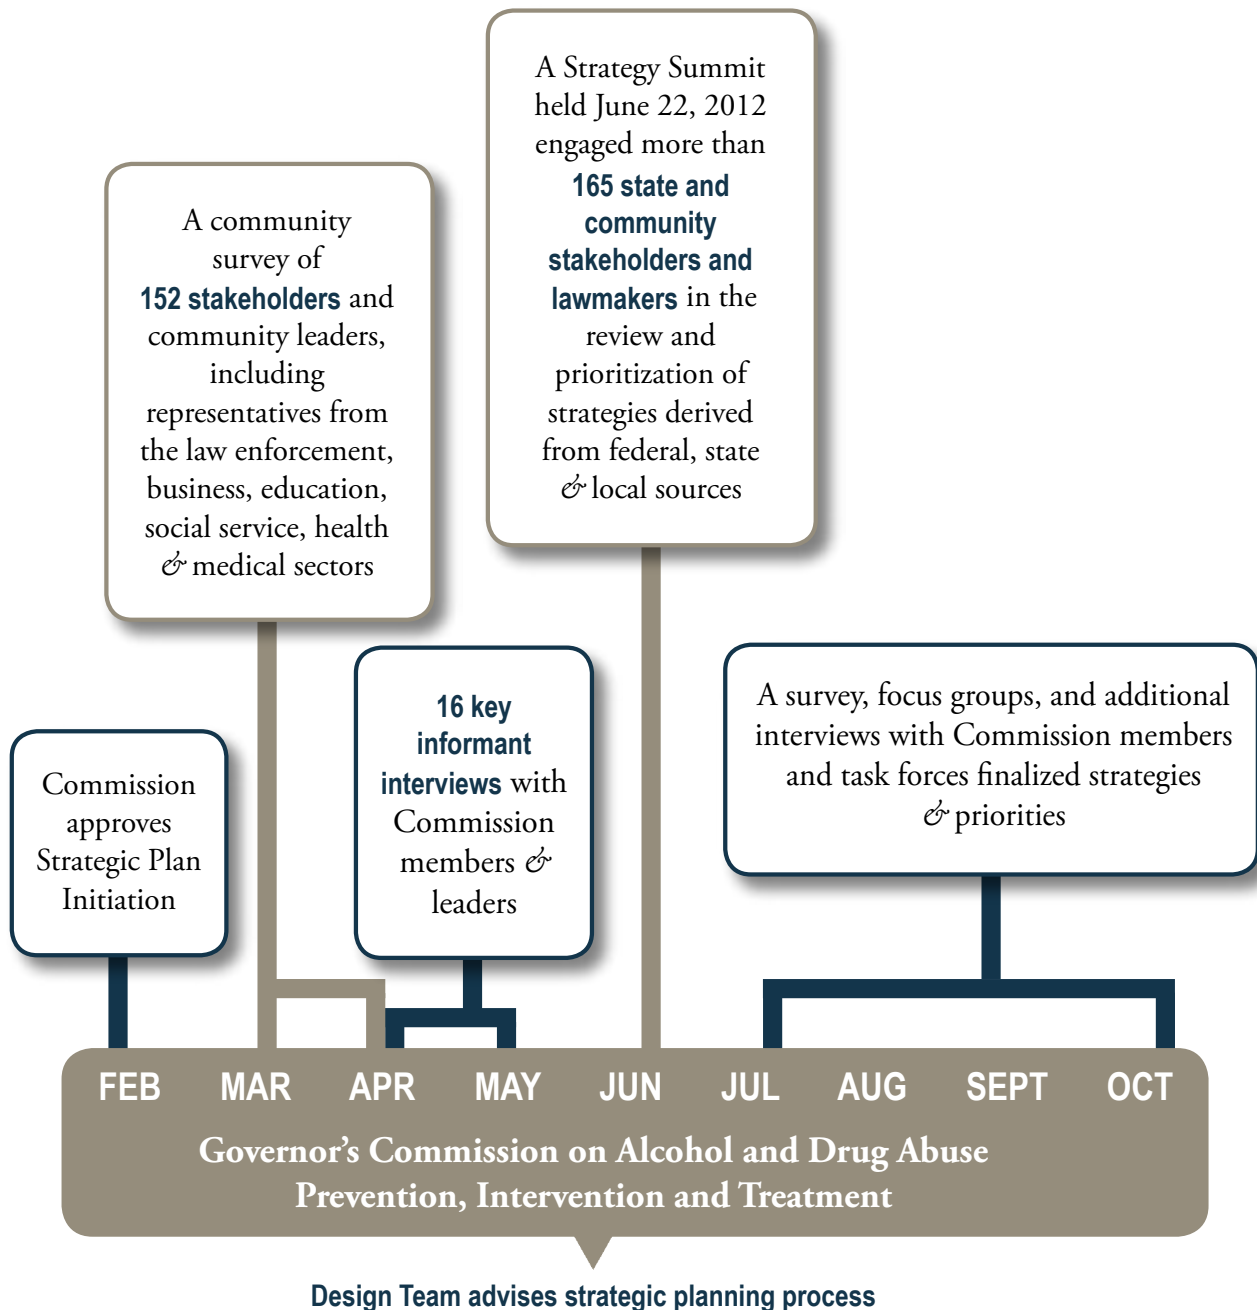 A Strategy Summit
held June 22, 2012
engaged more than
165 state and
community
stakeholders and
lawmakers in the
review and
prioritization of
strategies derived
from federal, state
& local sources
A community
survey of
152 stakeholders and
community leaders,
including
representatives from
the law enforcement,
business, education,
social service, health
& medical sectors
Commission
approves
Strategic Plan
Initiation
16 key
informant
interviews with
Commission
members &
leaders
A survey, focus groups, and additional
interviews with Commission members
and task forces finalized strategies
& priorities
FEB MAR APR MAY JUN JUL AUG SEPT OCT
Governor’s Commission on Alcohol and Drug Abuse
Prevention, Intervention and Treatment
Design Team advises strategic planning process